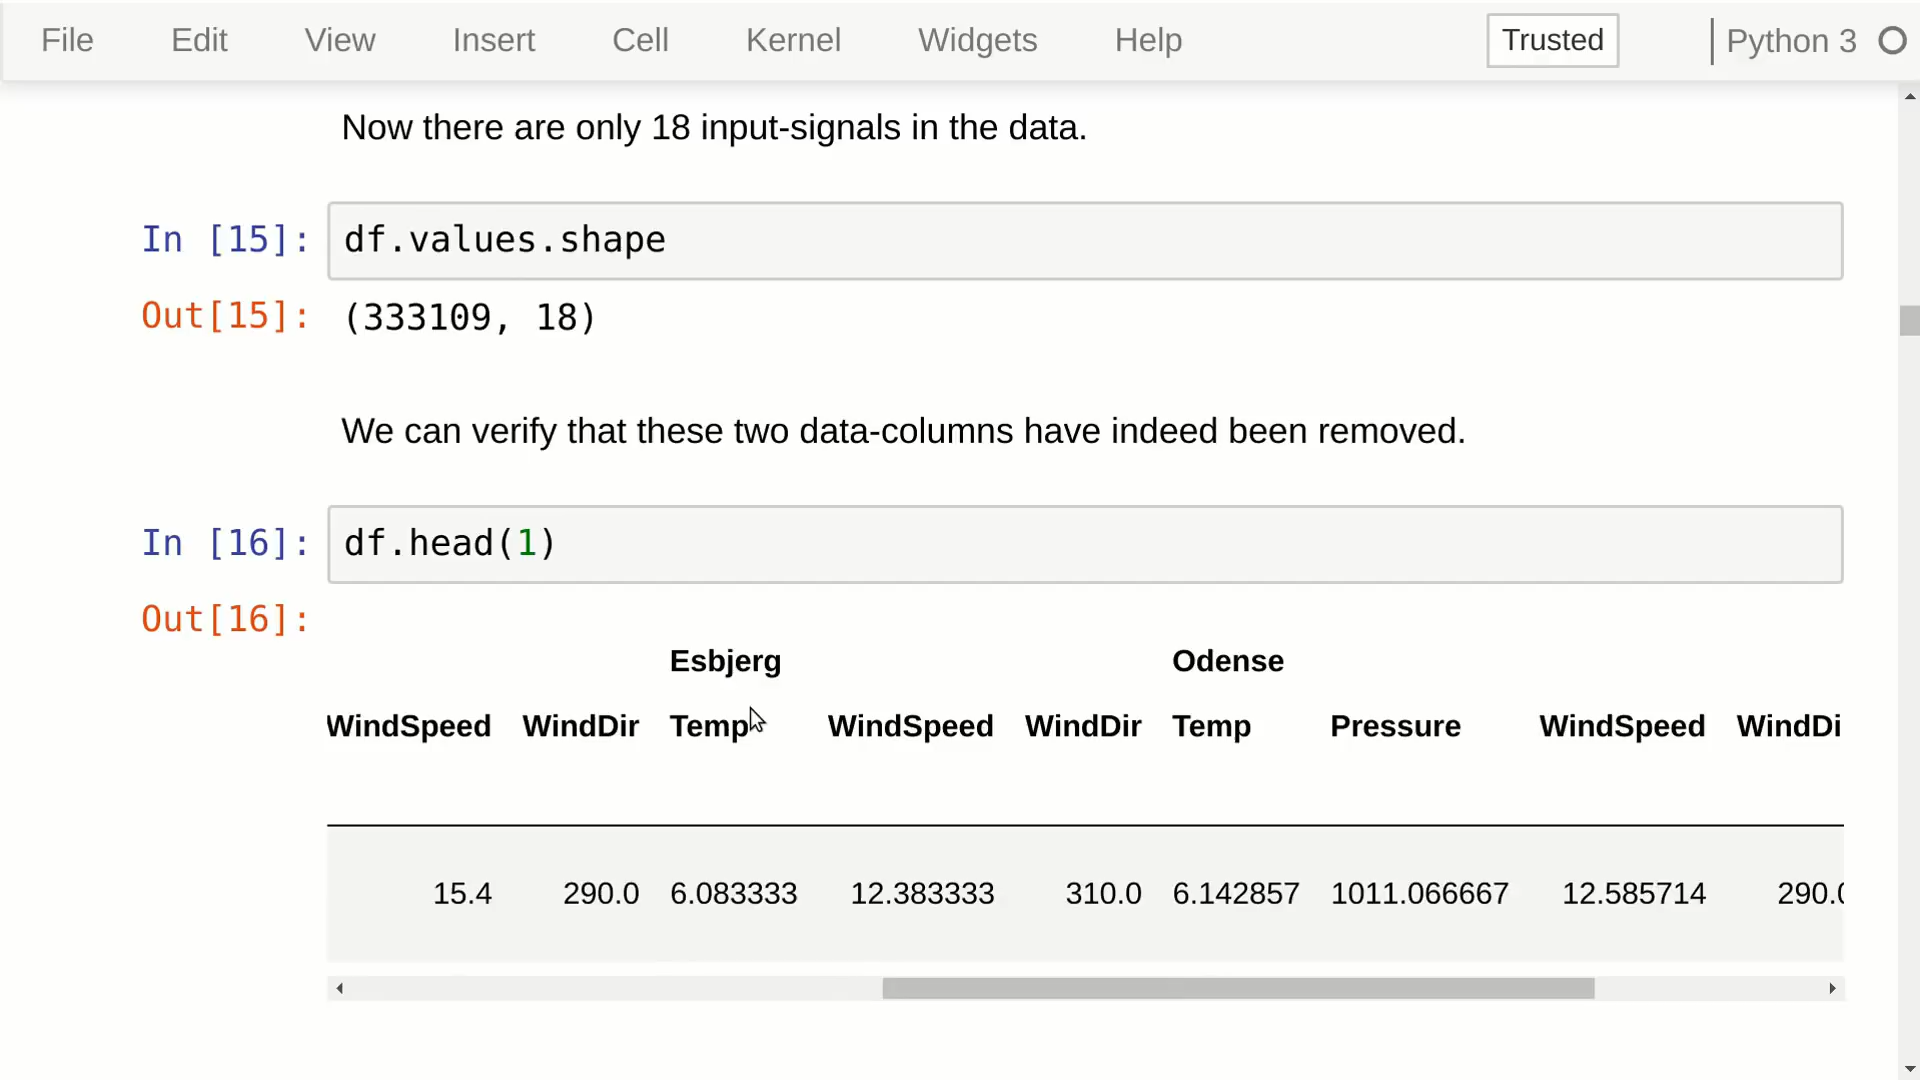 File Edit View Insert Cell Kernel Widgets Help Trusted Python 3
Now there are only 18 input-signals in the data.
In [15]: df.values.shape
Out[15]: (333109, 18)
We can verify that these two data-columns have indeed been removed.
In [16]: df.head(1)
Out[16]:
Esbjerg Odense
WindSpeed WindDir Temp WindSpeed WindDir Temp Pressure WindSpeed WindDi
15.4 290.0 6.083333 12.383333 310.0 6.142857 1011.066667 12.585714 290.0